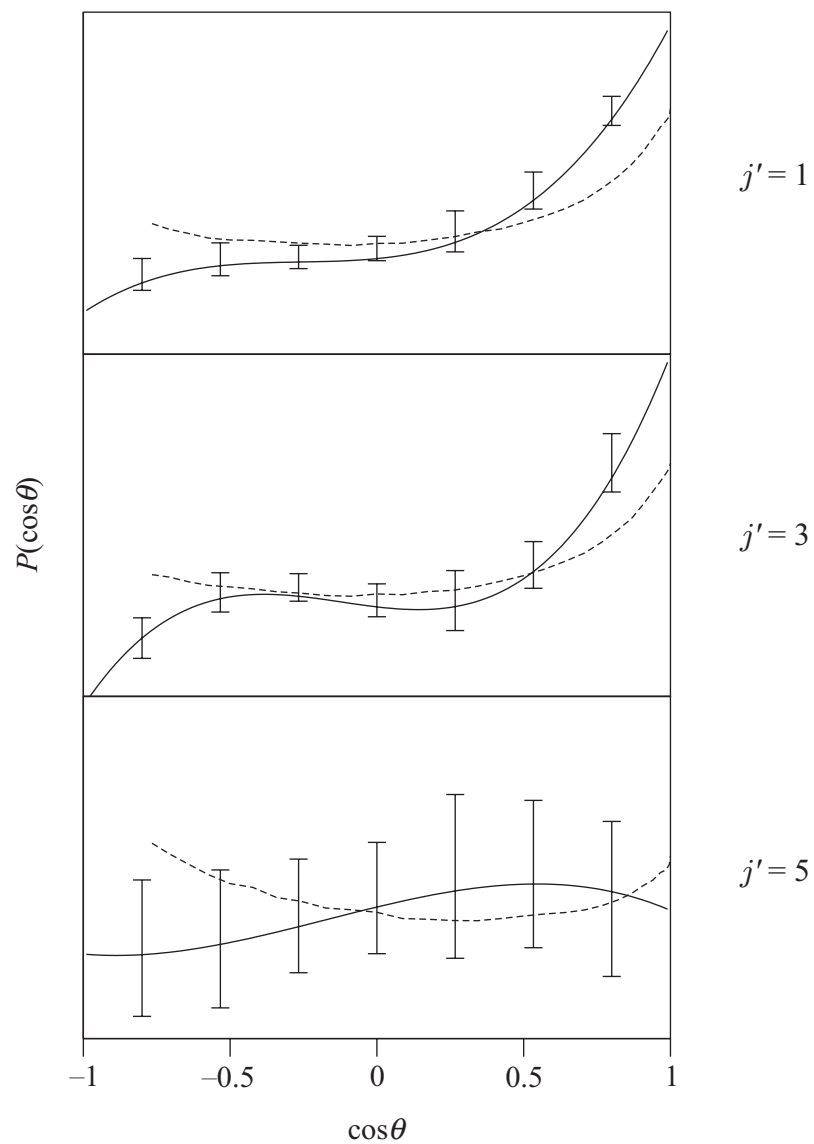 j′ = 1
j′ = 3
j′ = 5
P(cosθ)
–1
–0.5
0
0.5
1
cosθ